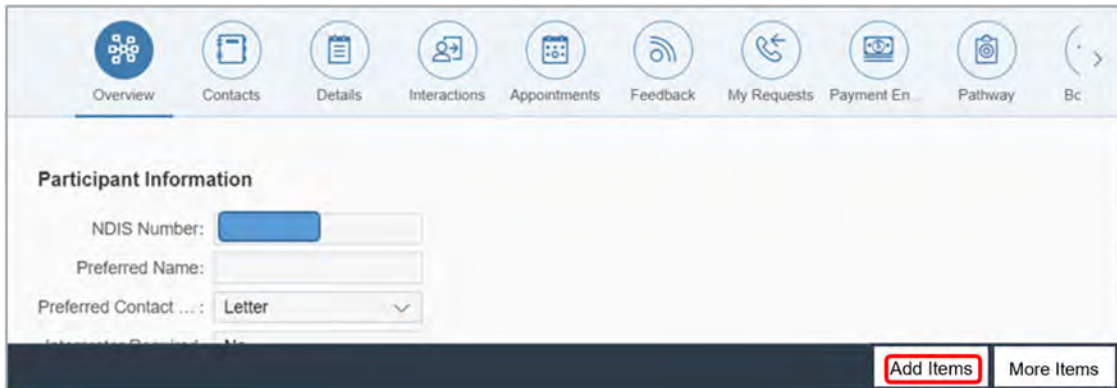 Overview Contacts Details Interactions Appointments Feedback My Requests Payment En... Pathway Bc
Participant Information
NDIS Number:
Preferred Name:
Preferred Contact ... : Letter
Add Items More Items